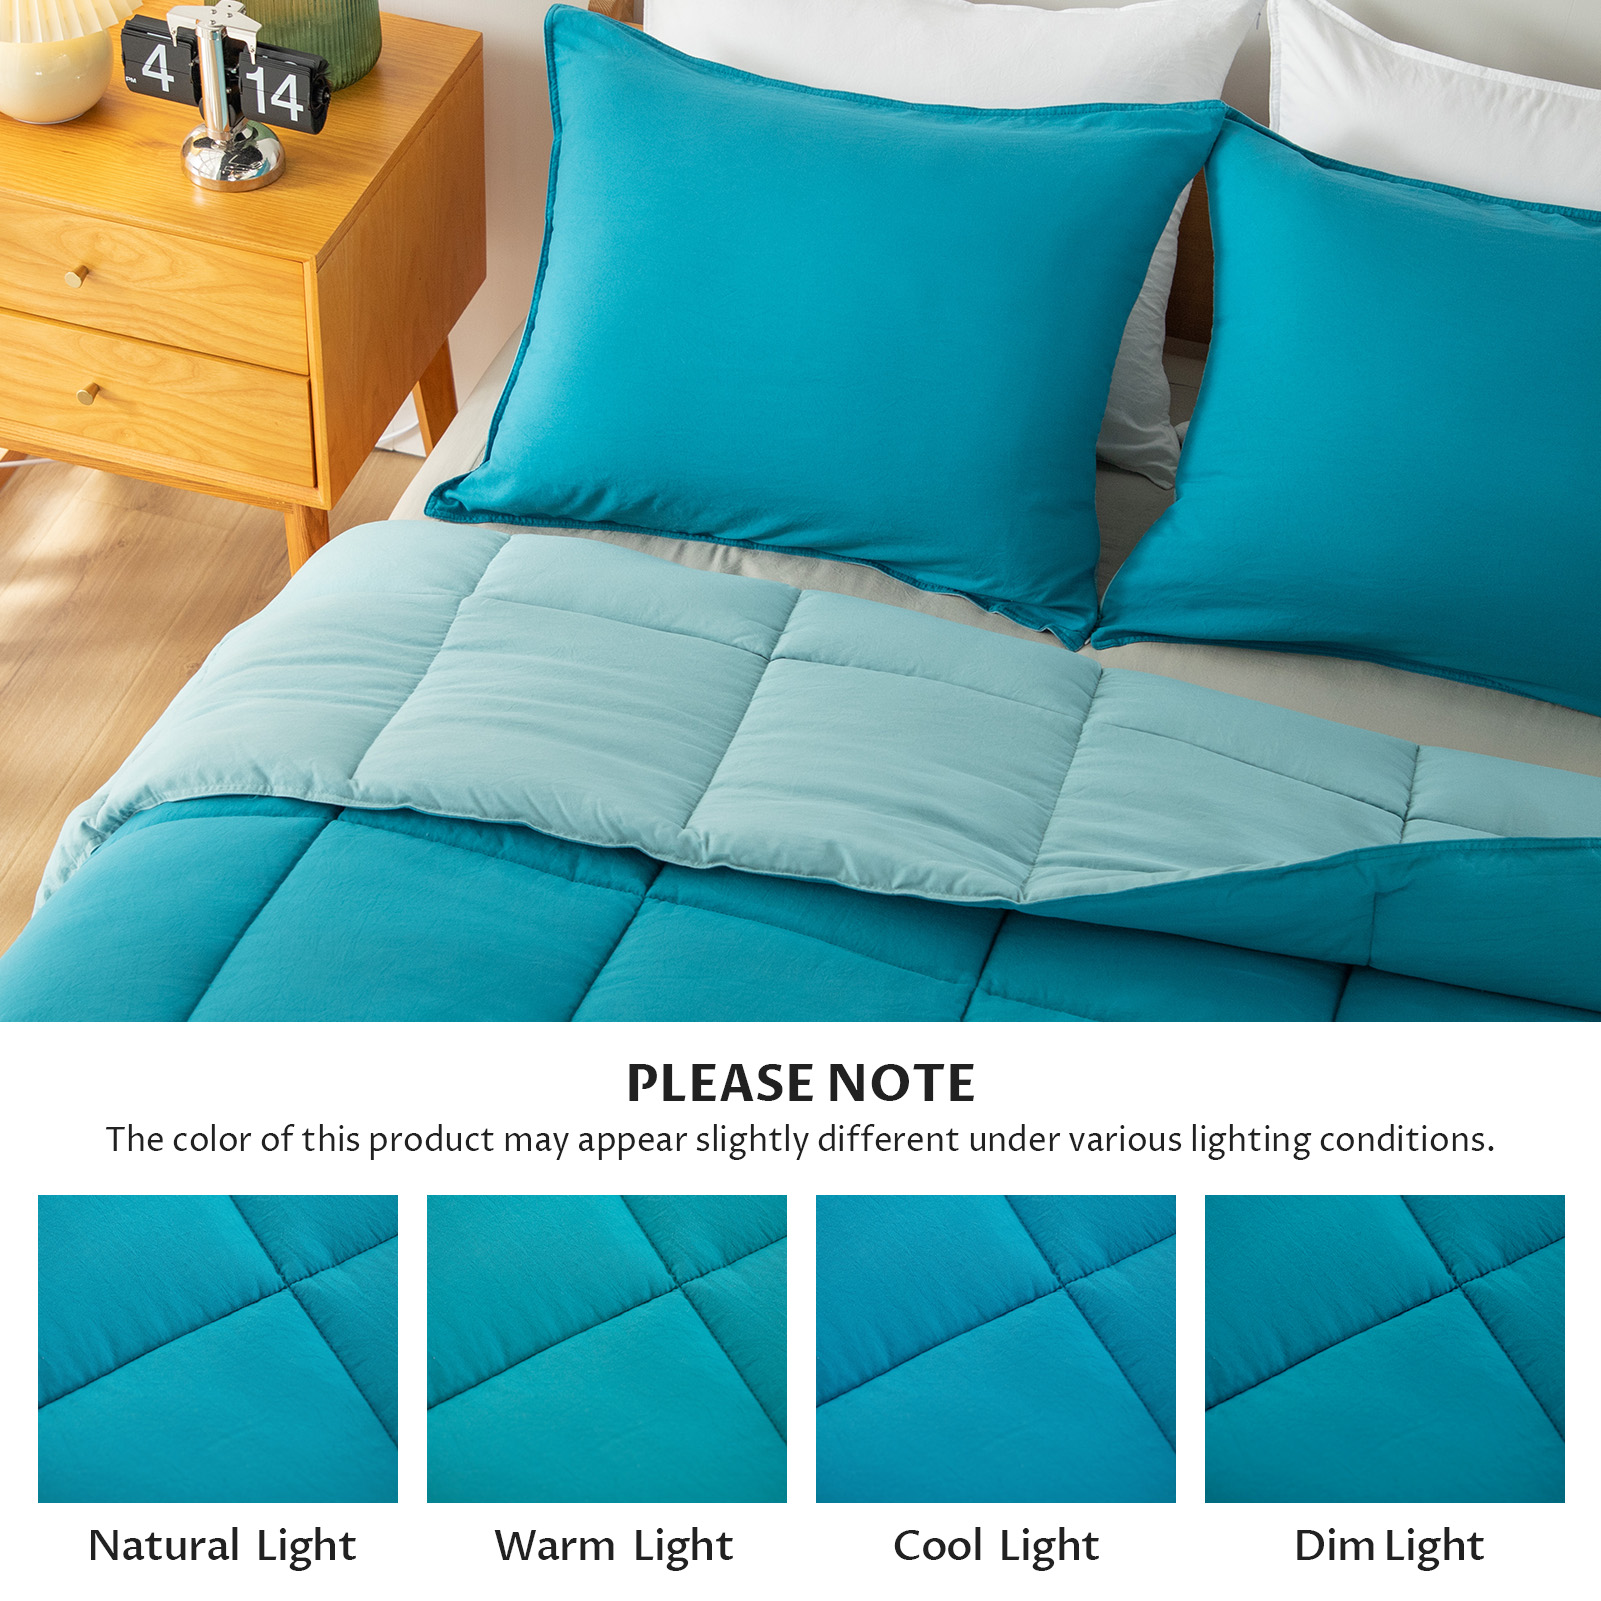 4
PM
14
PLEASE NOTE
The color of this product may appear slightly different under various lighting conditions.
Natural Light
Warm Light
Cool Light
Dim Light